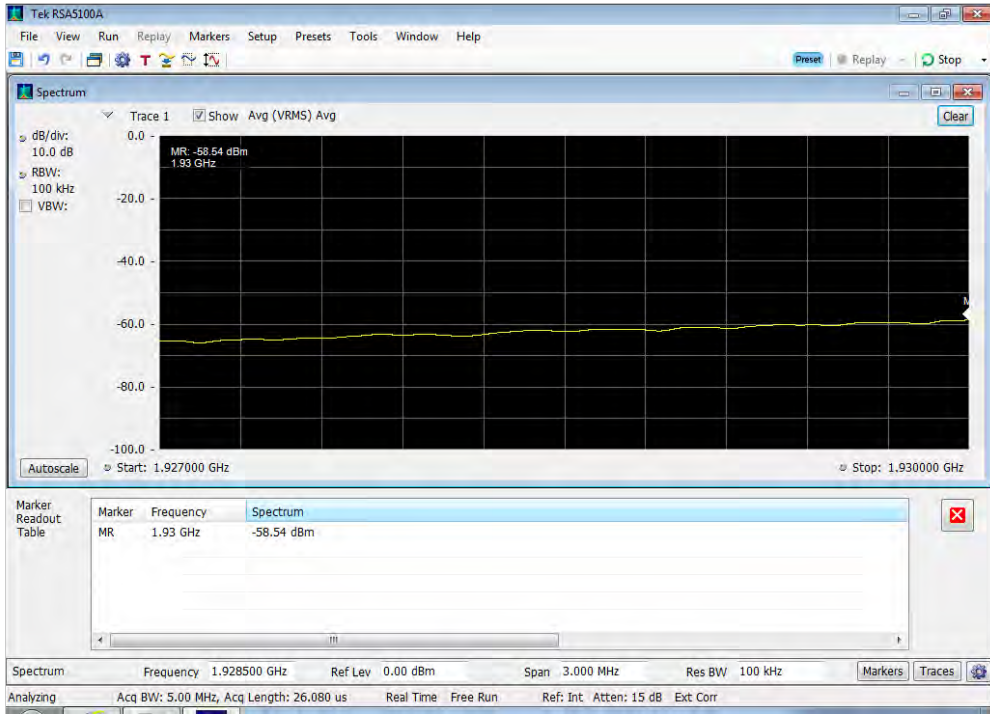 Tek RSA5100A
File View Run Replay Markers Setup Presets Tools Window Help
T Preset Replay Stop
Spectrum
Trace 1 Show Avg (VRMS) Avg Clear
dB/div: 0.0 -
10.0 dB
MR: -58.54 dBm
1.93 GHz
RBW:
100 kHz
VBW:
-20.0 -
-40.0 -
M
-60.0 -
-80.0 -
-100.0 -
Autoscale Start: 1.927000 GHz Stop: 1.930000 GHz
Marker Readout Table
Marker Frequency Spectrum
MR 1.93 GHz -58.54 dBm
Spectrum Frequency 1.928500 GHz Ref Lev 0.00 dBm Span 3.000 MHz Res BW 100 kHz Markers Traces
Analyzing Acq BW: 5.00 MHz, Acq Length: 26.080 us Real Time Free Run Ref: Int Atten: 15 dB Ext Corr